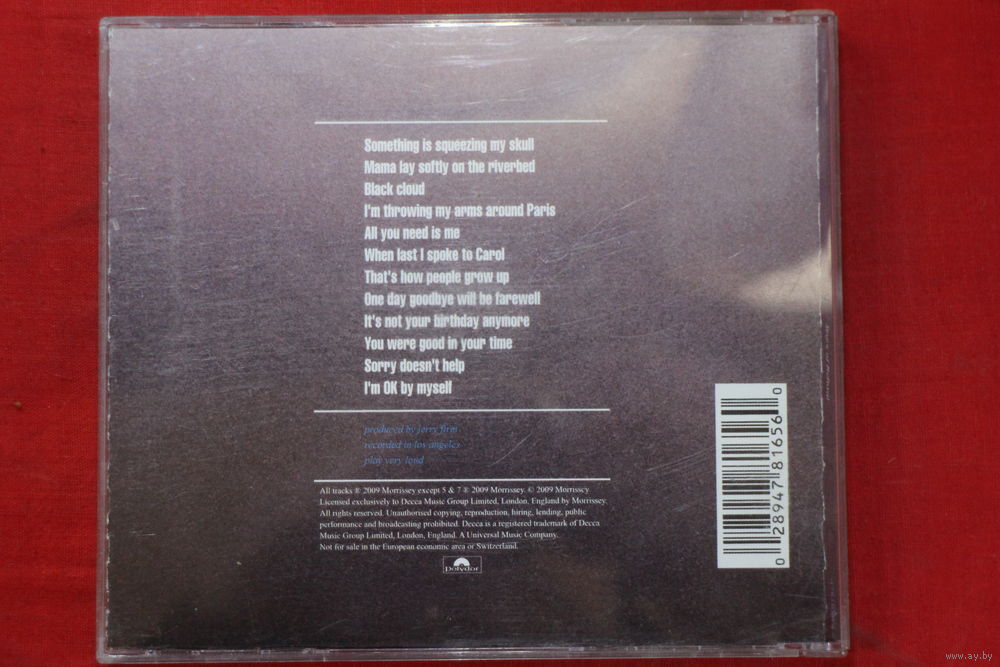 Something is squeezing my skull
Mama lay softly on the riverbed
Black cloud
I'm throwing my arms around Paris
All you need is me
When last I spoke to Carol
That's how people grow up
One day goodbye will be farewell
It's not your birthday anymore
You were good in your time
Sorry doesn't help
I'm OK by myself
produced by jerry finn
recorded in los angeles
play very loud
All tracks ℗ 2009 Morrissey except 5 & 7 ℗ 2009 Morrissey. © 2009 Morrissey
Licensed exclusively to Decca Music Group Limited, London, England by Morrissey.
All rights reserved. Unauthorised copying, reproduction, hiring, lending, public
performance and broadcasting prohibited. Decca is a registered trademark of Decca
Music Group Limited, London, England. A Universal Music Company.
Not for sale in the European economic area or Switzerland.
Polydor
0 28947 81656 0
www.ay.by